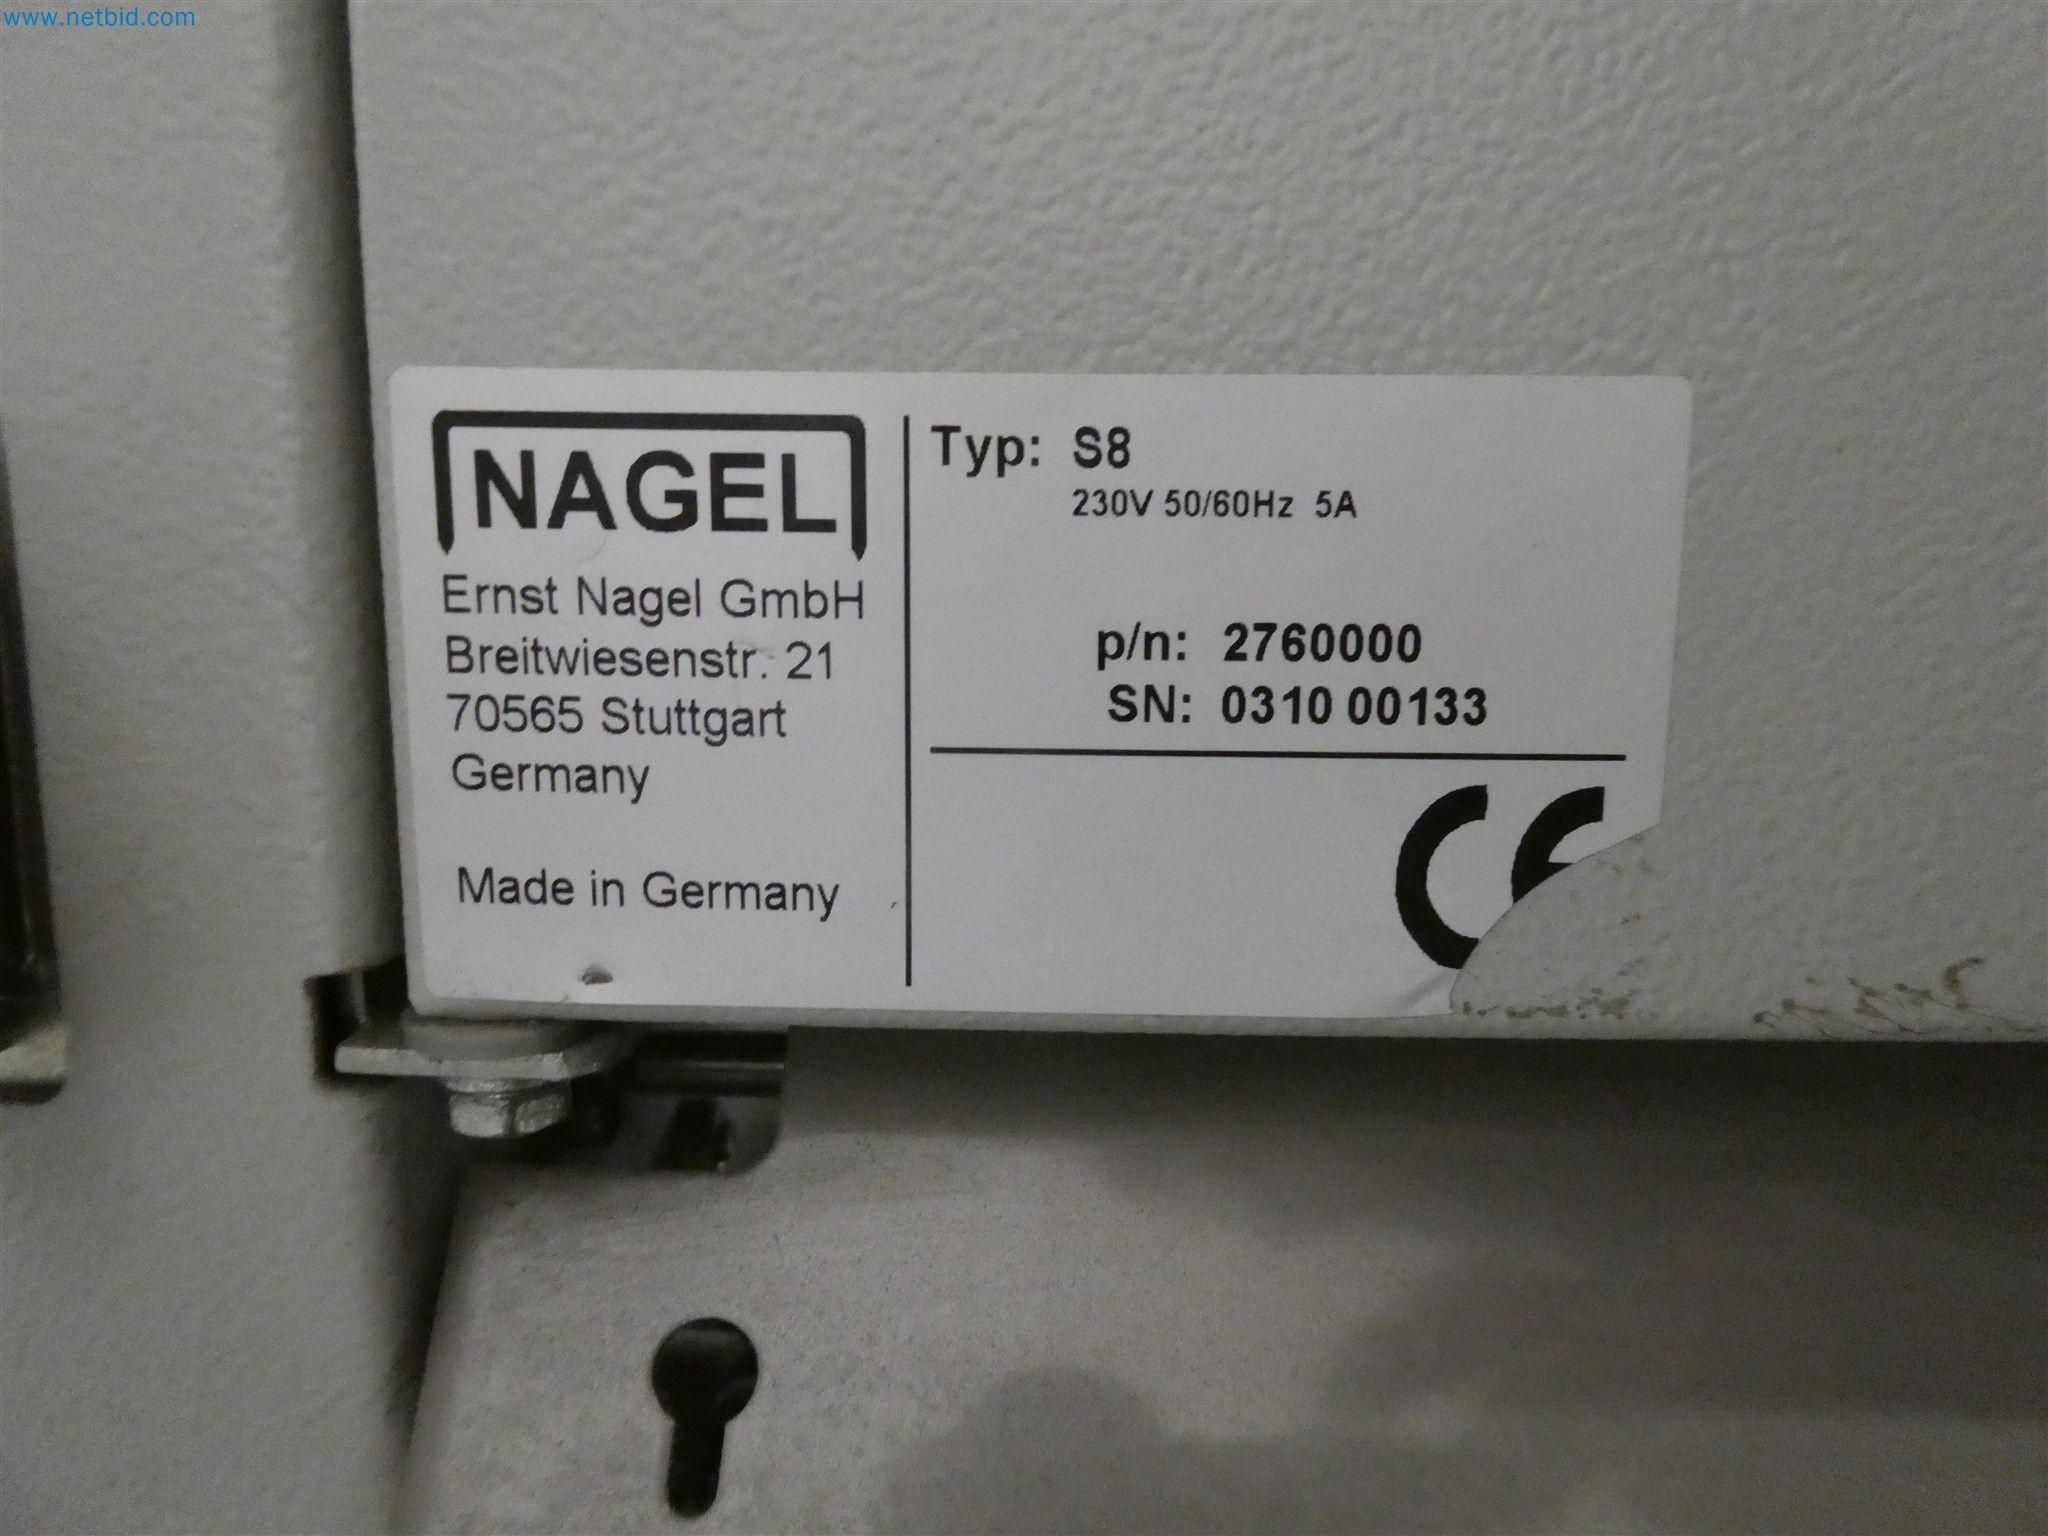 www.netbid.com
NAGEL
Ernst Nagel GmbH
Breitwiesenstr. 21
70565 Stuttgart
Germany
Made in Germany
Typ: S8
230V 50/60Hz 5A
p/n: 2760000
SN: 0310 00133
CE